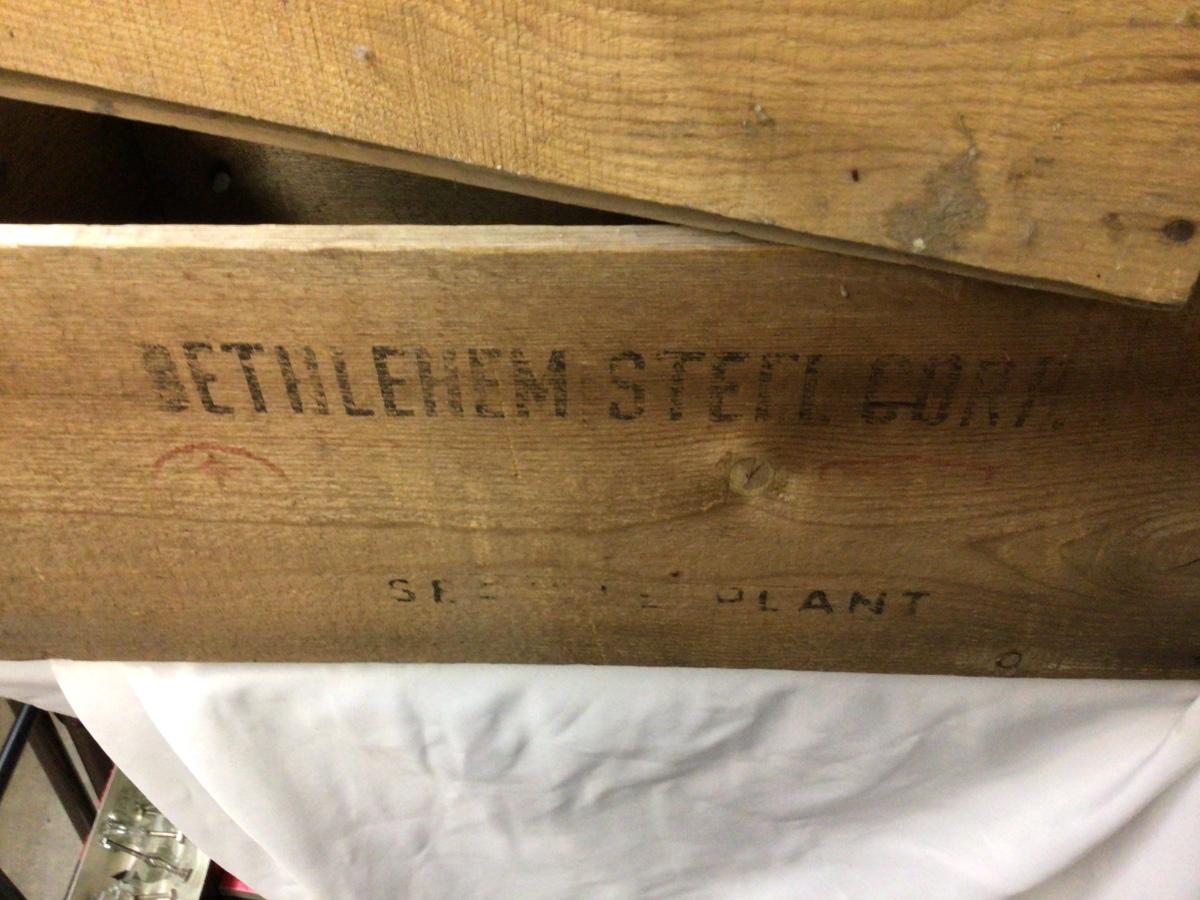 BETHLEHEM STEEL CORP.
PLANT